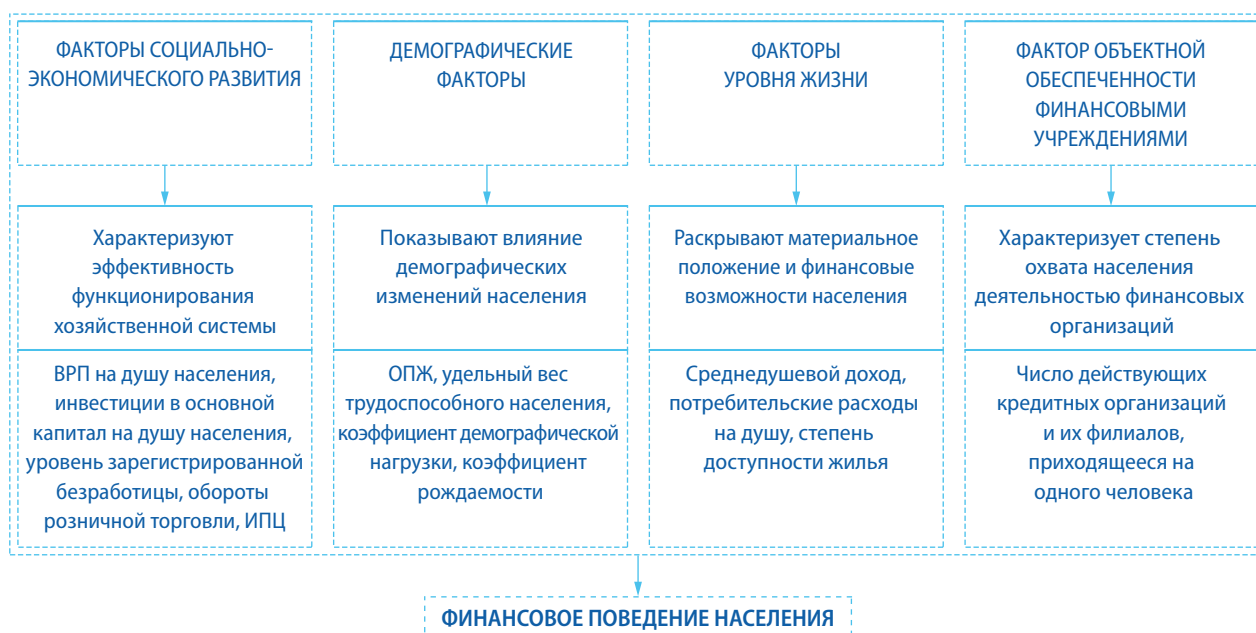 ФАКТОРЫ СОЦИАЛЬНО-
ЭКОНОМИЧЕСКОГО РАЗВИТИЯ
ДЕМОГРАФИЧЕСКИЕ
ФАКТОРЫ
ФАКТОРЫ
УРОВНЯ ЖИЗНИ
ФАКТОР ОБЪЕКТНОЙ
ОБЕСПЕЧЕННОСТИ
ФИНАНСОВЫМИ
УЧРЕЖДЕНИЯМИ
Характеризуют
эффективность
функционирования
хозяйственной системы
Показывают влияние
демографических
изменений населения
Раскрывают материальное
положение и финансовые
возможности населения
Характеризует степень
охвата населения
деятельностью финансовых
организаций
ВРП на душу населения,
инвестиции в основной
капитал на душу населения,
уровень зарегистрированной
безработицы, обороты
розничной торговли, ИПЦ
ОПЖ, удельный вес
трудоспособного населения,
коэффициент демографической
нагрузки, коэффициент
рождаемости
Среднедушевой доход,
потребительские расходы
на душу, степень
доступности жилья
Число действующих
кредитных организаций
и их филиалов,
приходящееся на
одного человека
ФИНАНСОВОЕ ПОВЕДЕНИЕ НАСЕЛЕНИЯ